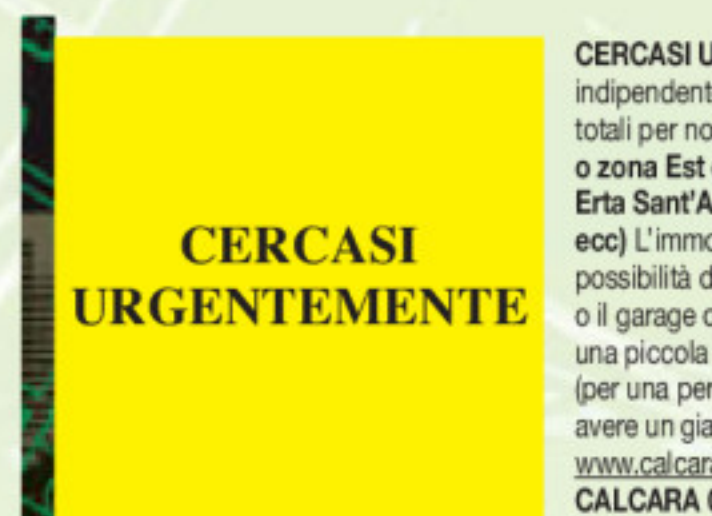 CERCASI
URGENTEMENTE
CERCASI U
indipendent
totali per no
o zona Est
Erta Sant'A
ecc) L'immo
possibilità d
o il garage
una piccola
(per una per
avere un gia
www.calcara
CALCARA